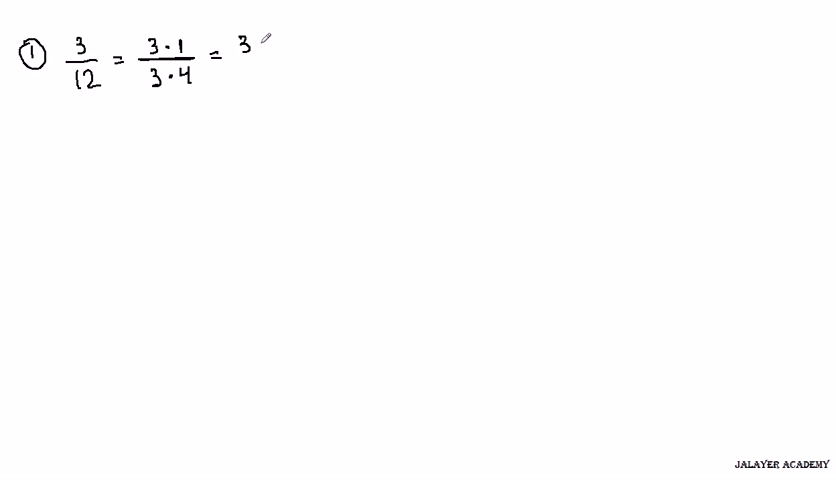 ① 3/12 = 3·1/3·4 = 3
JALAYER ACADEMY